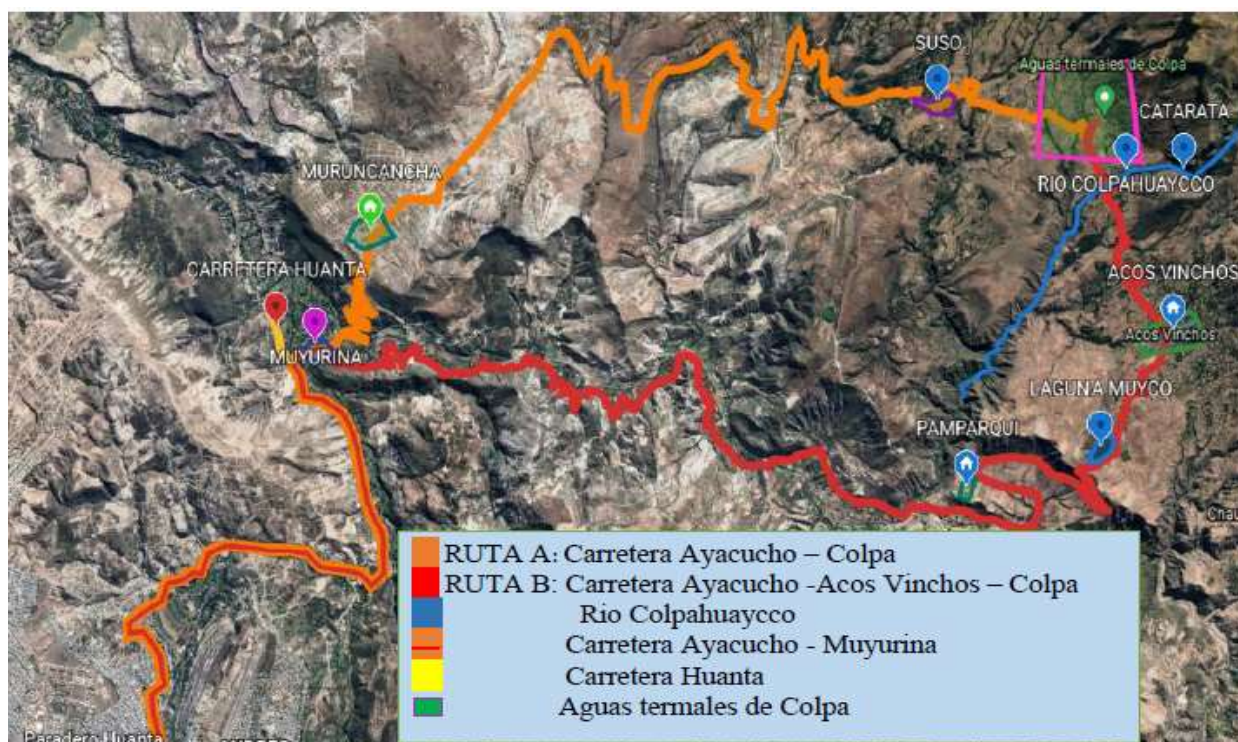 SUSO
Aguas termales de Colpa
CATARATA
MURUNCANCHA
RIO COLPAHUAYCCO
CARRETERA HUANTA
ACOS VINCHOS
MUYURINA
Acos Vinchos
LAGUNA MUYCO
PAMPARQUI
RUTA A: Carretera Ayacucho – Colpa
RUTA B: Carretera Ayacucho -Acos Vinchos – Colpa
Rio Colpahuaycco
Carretera Ayacucho - Muyurina
Carretera Huanta
Aguas termales de Colpa
Paradero Huanta